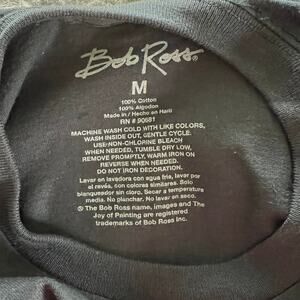 Bob Ross®
M
100% Cotton
100% Algodon
Made in / Hecho en Haiti
RN # 90681
MACHINE WASH COLD WITH LIKE COLORS,
WASH INSIDE OUT, GENTLE CYCLE.
USE NON-CHLORINE BLEACH
WHEN NEEDED, TUMBLE DRY LOW,
REMOVE PROMPTLY, WARM IRON ON
REVERSE WHEN NEEDED.
DO NOT IRON DECORATION.
Lavar en lavadora con agua fria, lavar por
el revés, con colores similares. Solo
blanqueador sin cloro. Secar a temperatura
media. No planchar. No lavar en seco.
© The Bob Ross name, images and The
Joy of Painting are registered
trademarks of Bob Ross Inc.